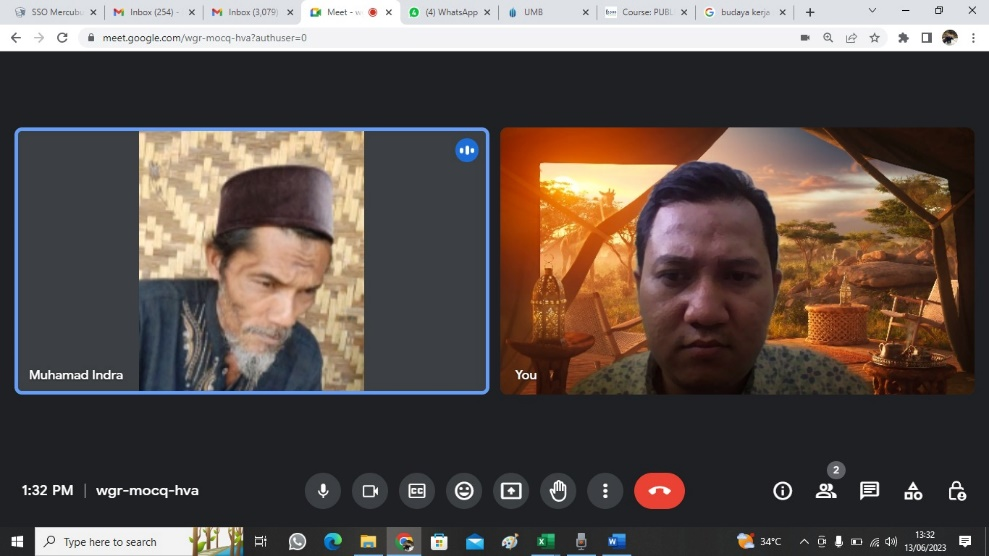 SSO Mercubu
Inbox (254) -
Inbox (3,079)
Meet - w
(4) WhatsApp
UMB
Course: PUBL
budaya kerja
meet.google.com/wgr-mocq-hva?authuser=0
Muhamad Indra
You
1:32 PM | wgr-mocq-hva
CC
2
Type here to search
34°C
13:32
13/06/2023